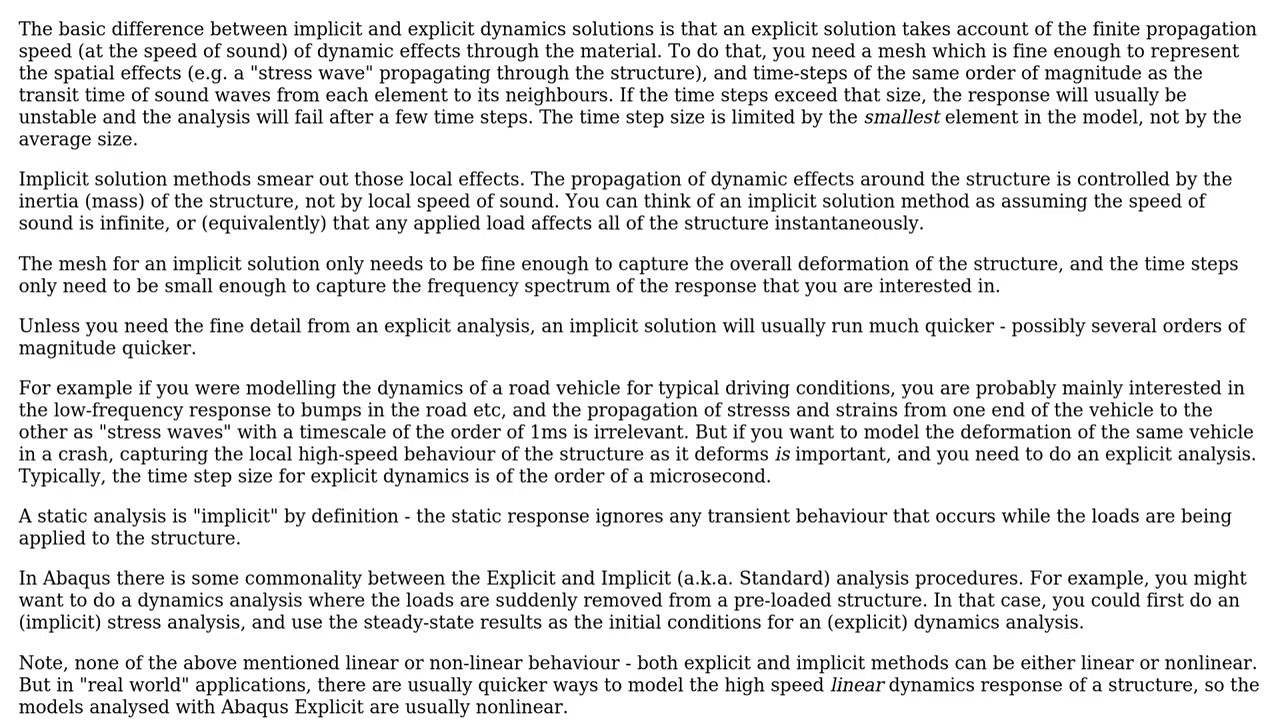 The basic difference between implicit and explicit dynamics solutions is that an explicit solution takes account of the finite propagation
speed (at the speed of sound) of dynamic effects through the material. To do that, you need a mesh which is fine enough to represent
the spatial effects (e.g. a "stress wave" propagating through the structure), and time-steps of the same order of magnitude as the
transit time of sound waves from each element to its neighbours. If the time steps exceed that size, the response will usually be
unstable and the analysis will fail after a few time steps. The time step size is limited by the smallest element in the model, not by the
average size.
Implicit solution methods smear out those local effects. The propagation of dynamic effects around the structure is controlled by the
inertia (mass) of the structure, not by local speed of sound. You can think of an implicit solution method as assuming the speed of
sound is infinite, or (equivalently) that any applied load affects all of the structure instantaneously.
The mesh for an implicit solution only needs to be fine enough to capture the overall deformation of the structure, and the time steps
only need to be small enough to capture the frequency spectrum of the response that you are interested in.
Unless you need the fine detail from an explicit analysis, an implicit solution will usually run much quicker - possibly several orders of
magnitude quicker.
For example if you were modelling the dynamics of a road vehicle for typical driving conditions, you are probably mainly interested in
the low-frequency response to bumps in the road etc, and the propagation of stresss and strains from one end of the vehicle to the
other as "stress waves" with a timescale of the order of 1ms is irrelevant. But if you want to model the deformation of the same vehicle
in a crash, capturing the local high-speed behaviour of the structure as it deforms is important, and you need to do an explicit analysis.
Typically, the time step size for explicit dynamics is of the order of a microsecond.
A static analysis is "implicit" by definition - the static response ignores any transient behaviour that occurs while the loads are being
applied to the structure.
In Abaqus there is some commonality between the Explicit and Implicit (a.k.a. Standard) analysis procedures. For example, you might
want to do a dynamics analysis where the loads are suddenly removed from a pre-loaded structure. In that case, you could first do an
(implicit) stress analysis, and use the steady-state results as the initial conditions for an (explicit) dynamics analysis.
Note, none of the above mentioned linear or non-linear behaviour - both explicit and implicit methods can be either linear or nonlinear.
But in "real world" applications, there are usually quicker ways to model the high speed linear dynamics response of a structure, so the
models analysed with Abaqus Explicit are usually nonlinear.